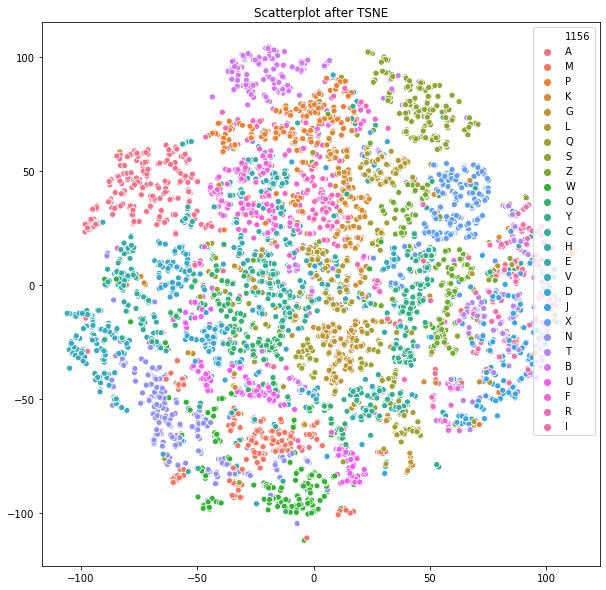 Scatterplot after TSNE
1156
A
M
P
K
G
L
Q
S
Z
W
O
Y
C
H
E
V
D
J
X
N
T
B
U
F
R
I
100
50
0
−50
−100
−100
−50
0
50
100